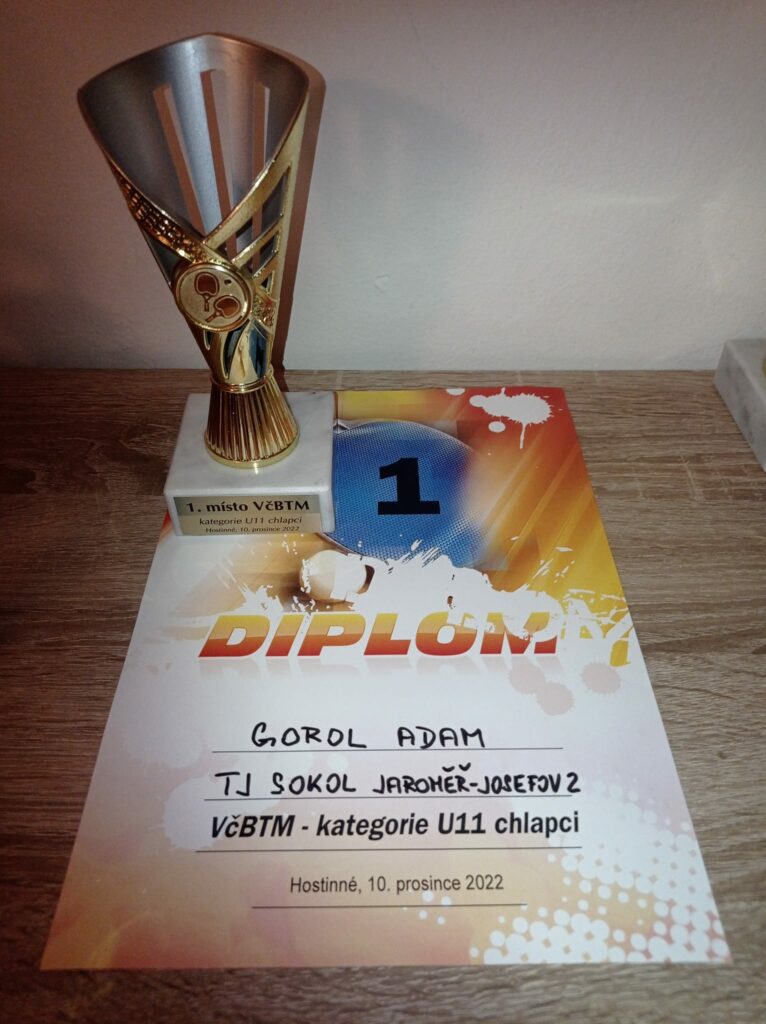 1. místo VčBTM
kategorie U11 chlapci
Hostinné, 10. prosince 2022
1
DIPLOM
GOROL ADAM
TJ SOKOL JAROMĚŘ-JOSEFOV 2
VčBTM - kategorie U11 chlapci
Hostinné, 10. prosince 2022